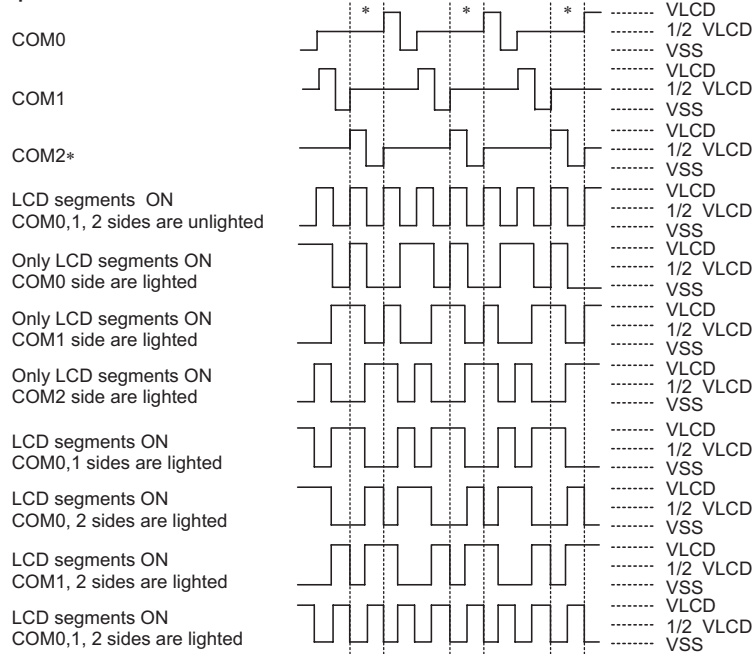 * * *
VLCD
COM0 1/2 VLCD
VSS
VLCD
COM1 1/2 VLCD
VSS
VLCD
COM2* 1/2 VLCD
VSS
LCD segments ON VLCD
COM0,1, 2 sides are unlighted 1/2 VLCD
VSS
Only LCD segments ON VLCD
COM0 side are lighted 1/2 VLCD
VSS
Only LCD segments ON VLCD
COM1 side are lighted 1/2 VLCD
VSS
Only LCD segments ON VLCD
COM2 side are lighted 1/2 VLCD
VSS
LCD segments ON VLCD
COM0,1 sides are lighted 1/2 VLCD
VSS
LCD segments ON VLCD
COM0, 2 sides are lighted 1/2 VLCD
VSS
LCD segments ON VLCD
COM1, 2 sides are lighted 1/2 VLCD
VSS
LCD segments ON VLCD
COM0,1, 2 sides are lighted 1/2 VLCD
VSS